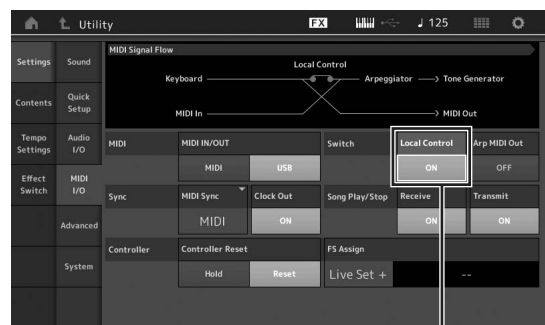 Utility
FX
♩ 125
Settings
Sound
Contents
Quick Setup
Tempo Settings
Audio I/O
Effect Switch
MIDI I/O
Advanced
System
MIDI Signal Flow
Local Control
Keyboard
Arpeggiator
Tone Generator
MIDI In
MIDI Out
MIDI
MIDI IN/OUT
MIDI
USB
Switch
Local Control
ON
Arp MIDI Out
OFF
Sync
MIDI Sync
MIDI
Clock Out
ON
Song Play/Stop
Receive
ON
Transmit
ON
Controller
Controller Reset
Hold
Reset
FS Assign
Live Set +
--